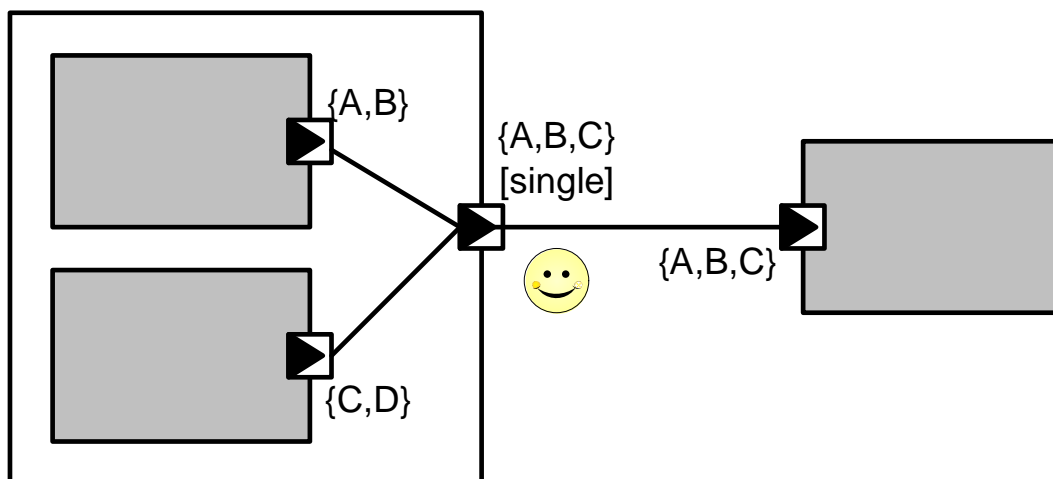 {A,B}
{A,B,C}
[single]
{A,B,C}
{C,D}